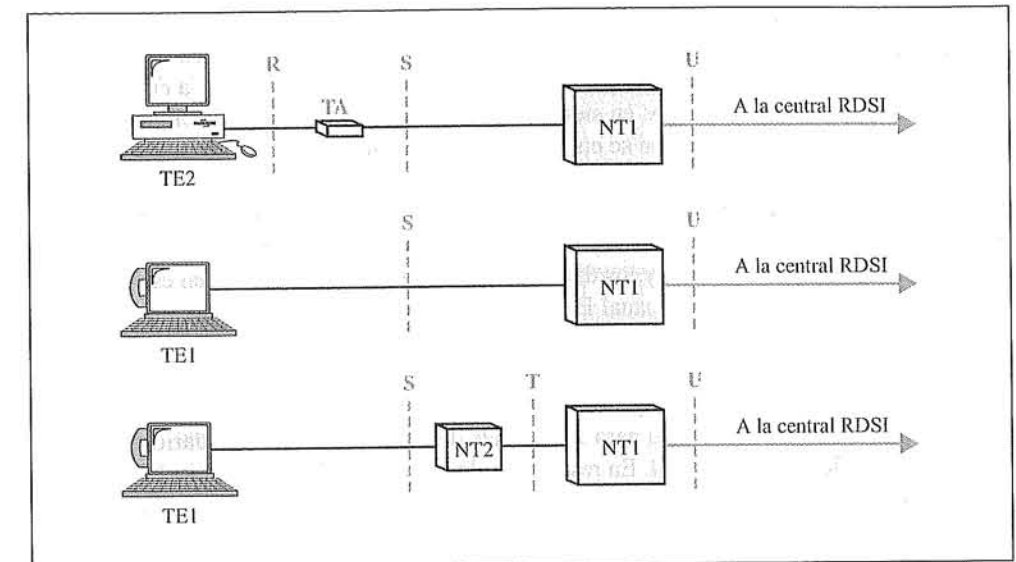 R S U
TA
NT1
A la central RDSI
TE2
S U
NT1
A la central RDSI
TE1
S T U
NT2
NT1
A la central RDSI
TE1